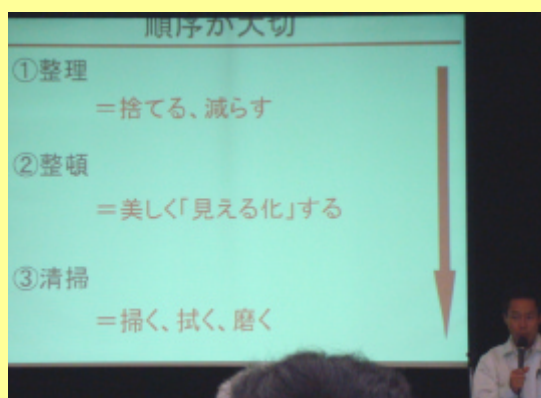 順序が大切
①整理
＝捨てる、減らす
②整頓
＝美しく「見える化」する
③清掃
＝掃く、拭く、磨く